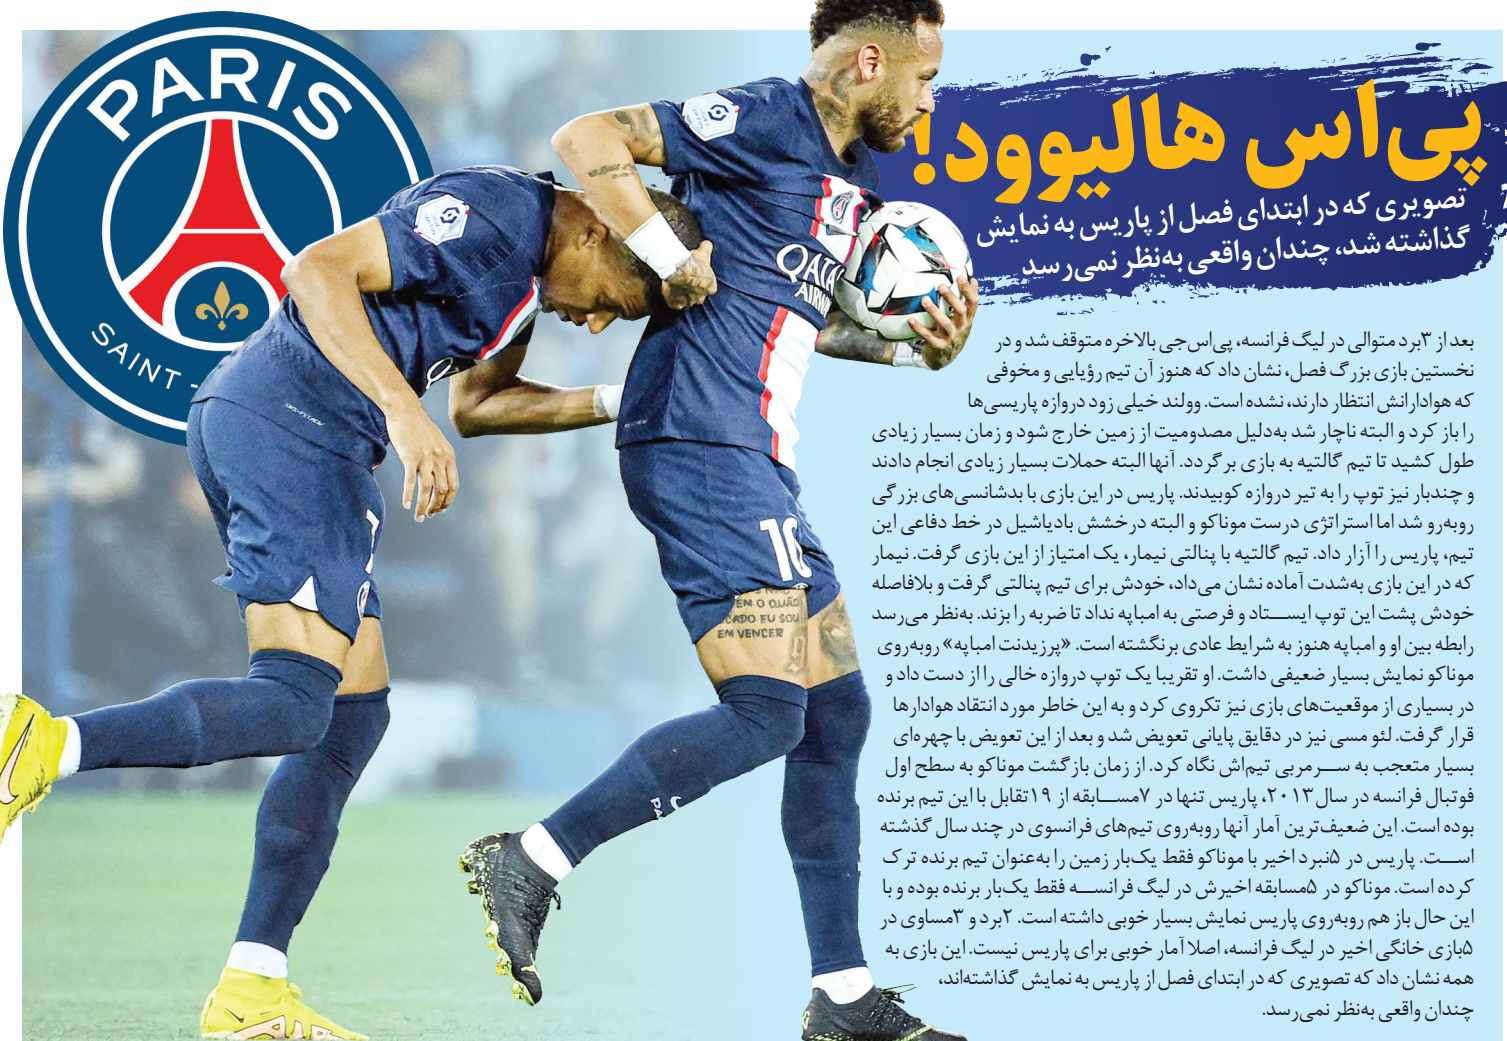 PARIS
SAINT -
QATAR
AIRW
10
EM O QUÃO
CADO EU SOU
EM VENCER
پی‌اس هالیوود!
تصویری که در ابتدای فصل از پاریس به نمایش
گذاشته شد، چندان واقعی به‌نظر نمی‌رسد
بعد از ۳برد متوالی در لیگ فرانسه، پی‌اس‌جی بالاخره متوقف شد و در
نخستین بازی بزرگ فصل، نشان داد که هنوز آن تیم رؤیایی و مخوفی
که هوادارانش انتظار دارند، نشده است. وولند خیلی زود دروازه پاریسی‌ها
را باز کرد و البته ناچار شد به‌دلیل مصدومیت از زمین خارج شود و زمان بسیار زیادی
طول کشید تا تیم گالتیه به بازی برگردد. آنها البته حملات بسیار زیادی انجام دادند
و چندبار نیز توپ را به تیر دروازه کوبیدند. پاریس در این بازی با بدشانسی‌های بزرگی
روبه‌رو شد اما استراتژی درست موناکو و البته درخشش بادیاشیل در خط دفاعی این
تیم، پاریس را آزار داد. تیم گالتیه با پنالتی نیمار، یک امتیاز از این بازی گرفت. نیمار
که در این بازی به‌شدت آماده نشان می‌داد، خودش برای تیم پنالتی گرفت و بلافاصله
خودش پشت این توپ ایستاد و فرصتی به امباپه نداد تا ضربه را بزند. به‌نظر می‌رسد
رابطه بین او و امباپه هنوز به شرایط عادی برنگشته است. «پرزیدنت امباپه» روبه‌روی
موناکو نمایش بسیار ضعیفی داشت. او تقریبا یک توپ دروازه خالی را از دست داد و
در بسیاری از موقعیت‌های بازی نیز تکروی کرد و به این خاطر مورد انتقاد هوادارها
قرار گرفت. لئو مسی نیز در دقایق پایانی تعویض شد و بعد از این تعویض با چهره‌ای
بسیار متعجب به سرمربی تیم‌اش نگاه کرد. از زمان بازگشت موناکو به سطح اول
فوتبال فرانسه در سال۲۰۱۳، پاریس تنها در ۷مسابقه از ۱۹تقابل با این تیم برنده
بوده است. این ضعیف‌ترین آمار آنها روبه‌روی تیم‌های فرانسوی در چند سال گذشته
است. پاریس در ۵نبرد اخیر با موناکو فقط یک‌بار زمین را به‌عنوان تیم برنده ترک
کرده است. موناکو در ۵مسابقه اخیرش در لیگ فرانسه فقط یک‌بار برنده بوده و با
این حال باز هم روبه‌روی پاریس نمایش بسیار خوبی داشته است. ۲برد و ۳مساوی در
۵بازی خانگی اخیر در لیگ فرانسه، اصلا آمار خوبی برای پاریس نیست. این بازی به
همه نشان داد که تصویری که در ابتدای فصل از پاریس به نمایش گذاشته‌اند،
چندان واقعی به‌نظر نمی‌رسد.